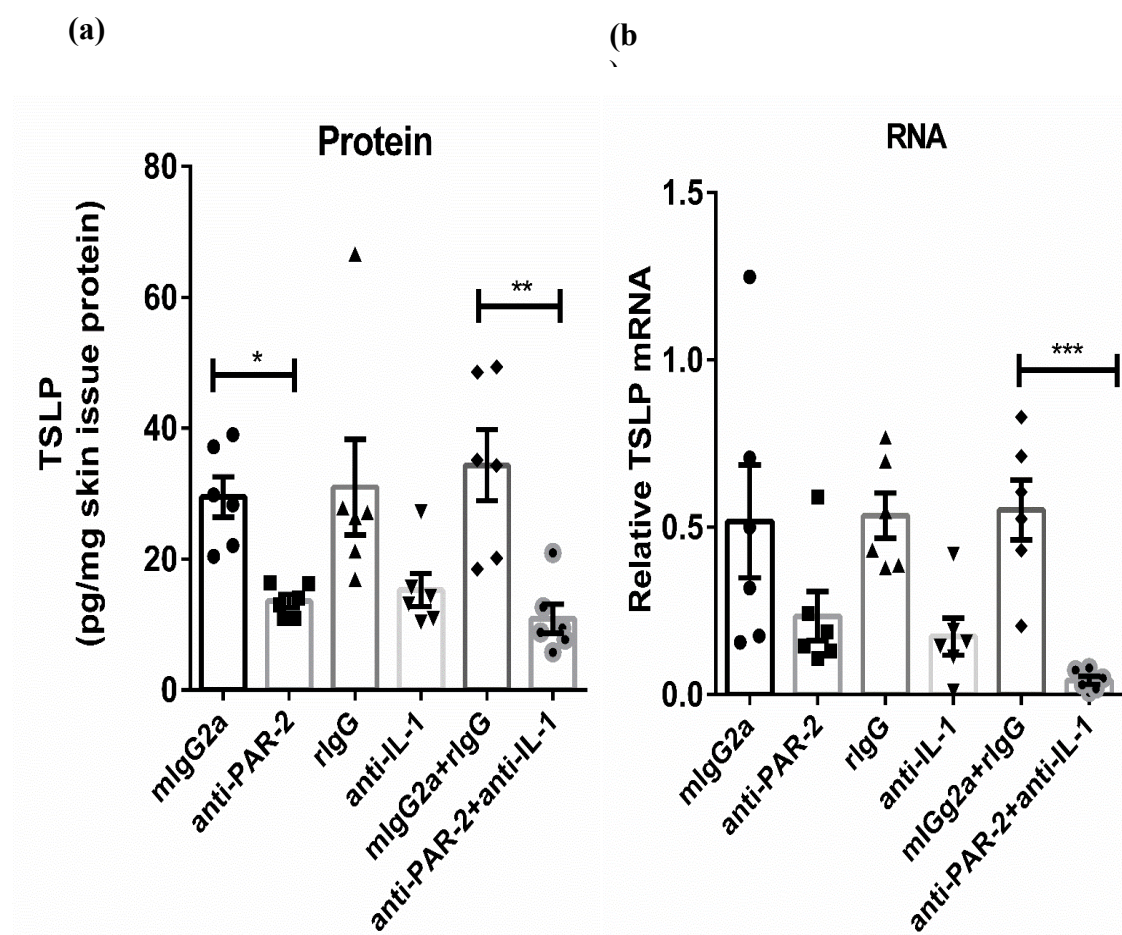 (a)
(b
)
Protein
TSLP
(pg/mg skin issue protein)
80
60
40
20
0
*
**
mIgG2a
anti-PAR-2
rIgG
anti-IL-1
mIgG2a+rIgG
anti-PAR-2+anti-IL-1
RNA
Relative TSLP mRNA
1.5
1.0
0.5
0.0
***
mIgG2a
anti-PAR-2
rIgG
anti-IL-1
mIGg2a+rIgG
anti-PAR-2+anti-IL-1